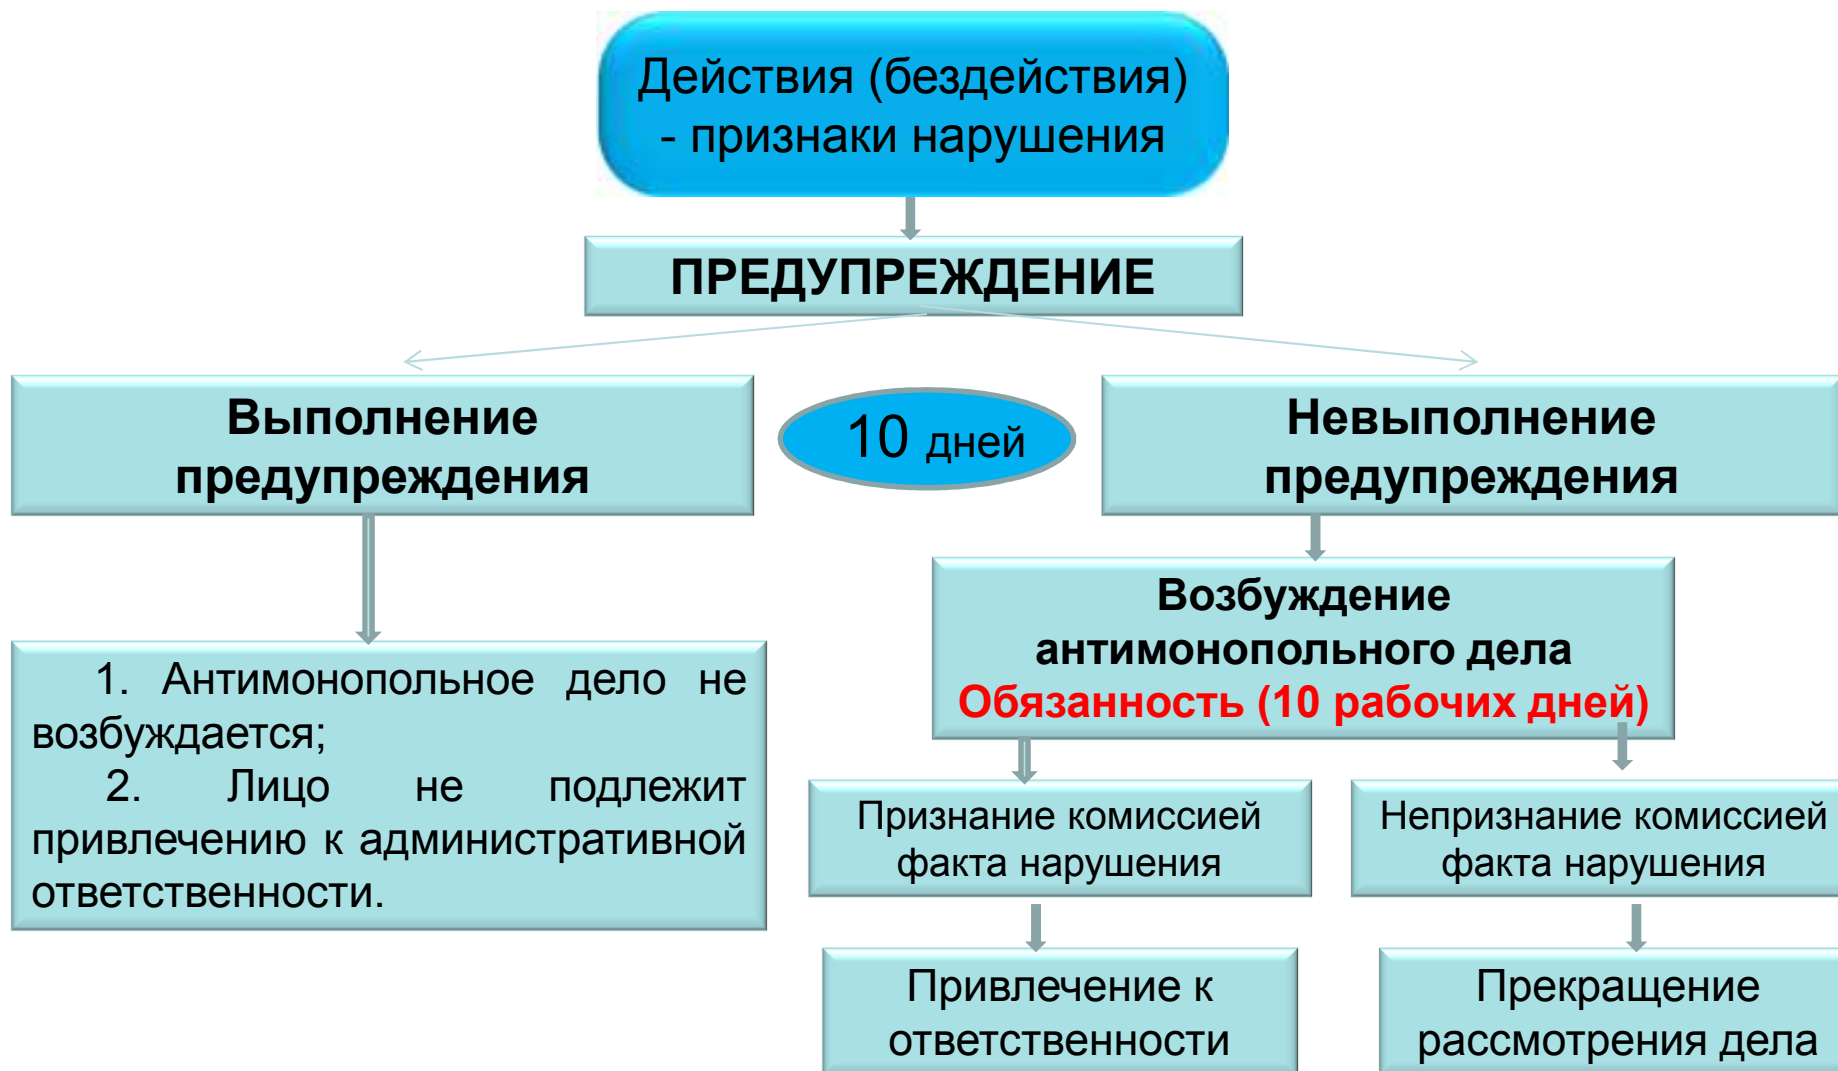 Действия (бездействия)
- признаки нарушения
ПРЕДУПРЕЖДЕНИЕ
Выполнение
предупреждения
10 дней
Невыполнение
предупреждения
1. Антимонопольное дело не
возбуждается;
2. Лицо не подлежит
привлечению к административной
ответственности.
Возбуждение
антимонопольного дела
Обязанность (10 рабочих дней)
Признание комиссией
факта нарушения
Непризнание комиссией
факта нарушения
Привлечение к
ответственности
Прекращение
рассмотрения дела